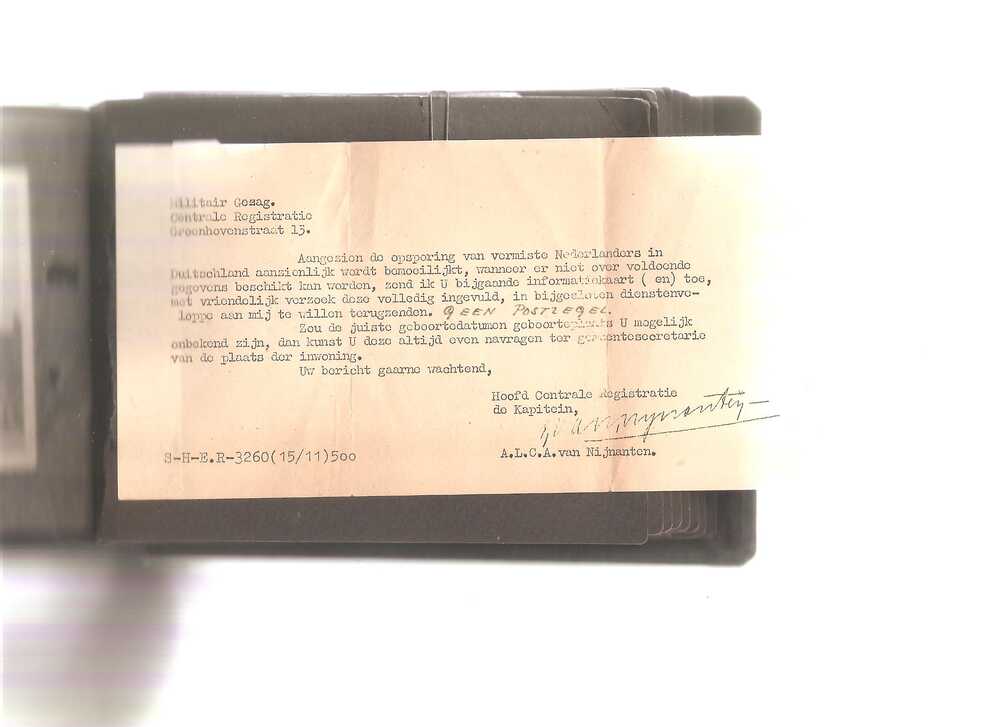 Militair Gezag.
Centrale Registratie
Groenhovenstraat 13.
Aangezien de opsporing van vermiste Nederlanders in
Duitschland aanzienlijk wordt bemoeilijkt, wanneer er niet over voldoende
gegevens beschikt kan worden, zend ik U bijgaande informatiekaart ( en) toe,
met vriendelijk verzoek deze volledig ingevuld, in bijgesloten dienstenve-
loppe aan mij te willen terugzenden. GEEN POSTZEGEL.
Zou de juiste geboortedatumen geboorteplaats U mogelijk
onbekend zijn, dan kunst U deze altijd even navragen ter gemeentesecretarie
van de plaats der inwoning.
Uw bericht gaarne wachtend,
Hoofd Centrale Registratie
de Kapitein,
A.L.C.A.van Nijnanten.
S-H-E.R-3260(15/11)5oo